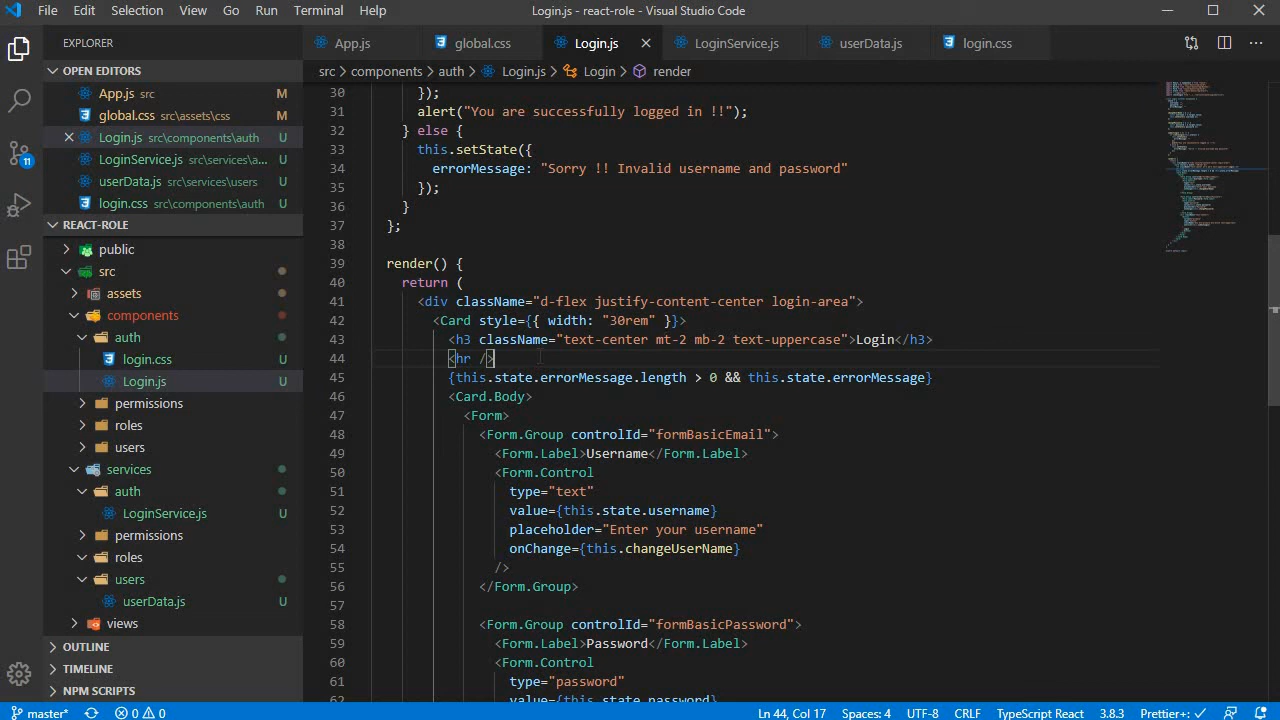 File Edit Selection View Go Run Terminal Help
Login.js - react-role - Visual Studio Code
EXPLORER
OPEN EDITORS
App.js src M
global.css src\assets\css M
Login.js src\components\auth U
LoginService.js src\services\a... U
userData.js src\services\users U
login.css src\components\auth U
REACT-ROLE
public
src
assets
components
auth
login.css U
Login.js U
permissions
roles
users
services
auth
LoginService.js U
permissions
roles
users
userData.js U
views
OUTLINE
TIMELINE
NPM SCRIPTS
11
App.js global.css Login.js LoginService.js userData.js login.css
src > components > auth > Login.js > Login > render
30 });
31 alert("You are successfully logged in !!");
32 } else {
33 this.setState({
34 errorMessage: "Sorry !! Invalid username and password"
35 });
36 }
37 };
38
39 render() {
40 return (
41 <div className="d-flex justify-content-center login-area">
42 <Card style={{ width: "30rem" }}>
43 <h3 className="text-center mt-2 mb-2 text-uppercase">Login</h3>
44 <hr />
45 {this.state.errorMessage.length > 0 && this.state.errorMessage}
46 <Card.Body>
47 <Form>
48 <Form.Group controlId="formBasicEmail">
49 <Form.Label>Username</Form.Label>
50 <Form.Control
51 type="text"
52 value={this.state.username}
53 placeholder="Enter your username"
54 onChange={this.changeUserName}
55 />
56 </Form.Group>
57
58 <Form.Group controlId="formBasicPassword">
59 <Form.Label>Password</Form.Label>
60 <Form.Control
61 type="password"
62 value={this.state.password}
master* 0 0 Ln 44, Col 17 Spaces: 4 UTF-8 CRLF TypeScript React 3.8.3 Prettier+: ✓